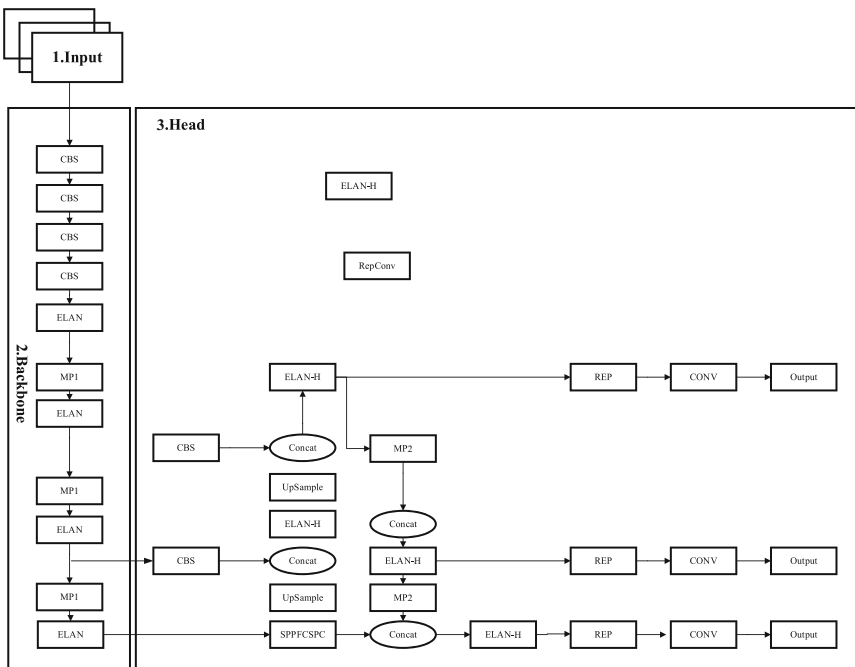 1.Input
2.Backbone
CBS
CBS
CBS
CBS
ELAN
MP1
ELAN
MP1
ELAN
MP1
ELAN
3.Head
ELAN-H
RepConv
ELAN-H
REP
CONV
Output
CBS
Concat
MP2
UpSample
ELAN-H
Concat
CBS
Concat
ELAN-H
REP
CONV
Output
UpSample
MP2
SPPFCSPC
Concat
ELAN-H
REP
CONV
Output